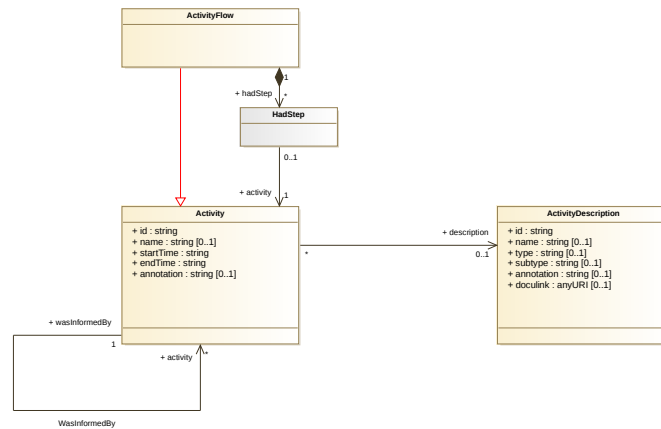 ActivityFlow
1
+ hadStep
*
HadStep
0..1
+ activity
1
Activity
+ id : string
+ name : string [0..1]
+ startTime : string
+ endTime : string
+ annotation : string [0..1]
+ description
*
0..1
ActivityDescription
+ id : string
+ name : string [0..1]
+ type : string [0..1]
+ subtype : string [0..1]
+ annotation : string [0..1]
+ doculink : anyURI [0..1]
+ wasInformedBy
1
+ activity
*
WasInformedBy